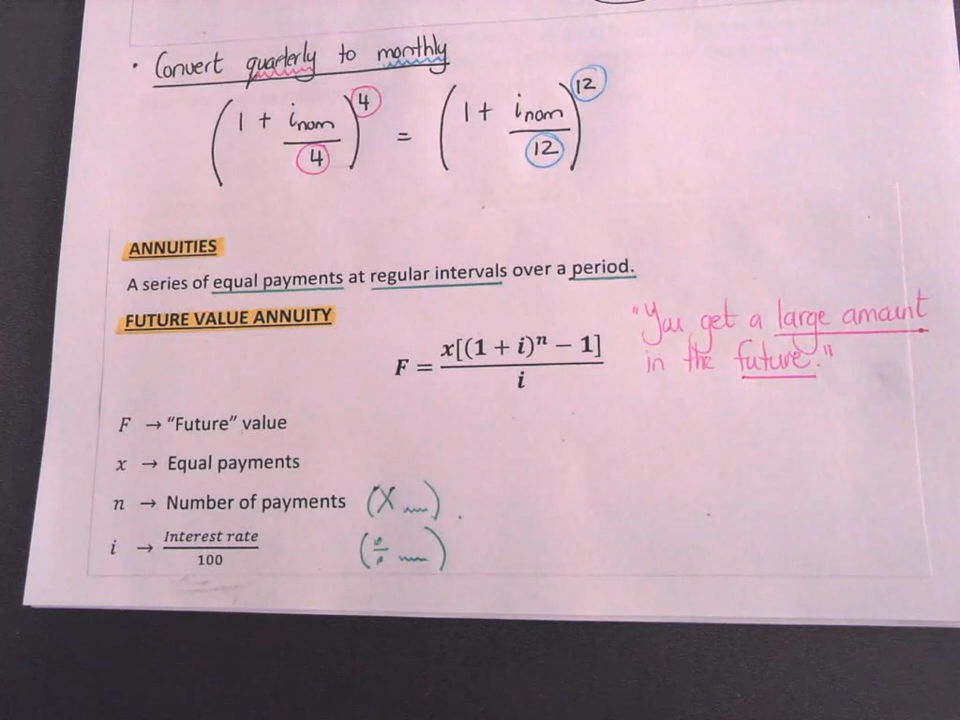 • Convert quarterly to monthly
(1 + i_nom/4)^4 = (1 + i_nom/12)^12
ANNUITIES
A series of equal payments at regular intervals over a period.
FUTURE VALUE ANNUITY
F = x[(1 + i)^n − 1]/i
"You get a large amount
in the future."
F → "Future" value
x → Equal payments
n → Number of payments (× __).
i → Interest rate/100 (÷ __)